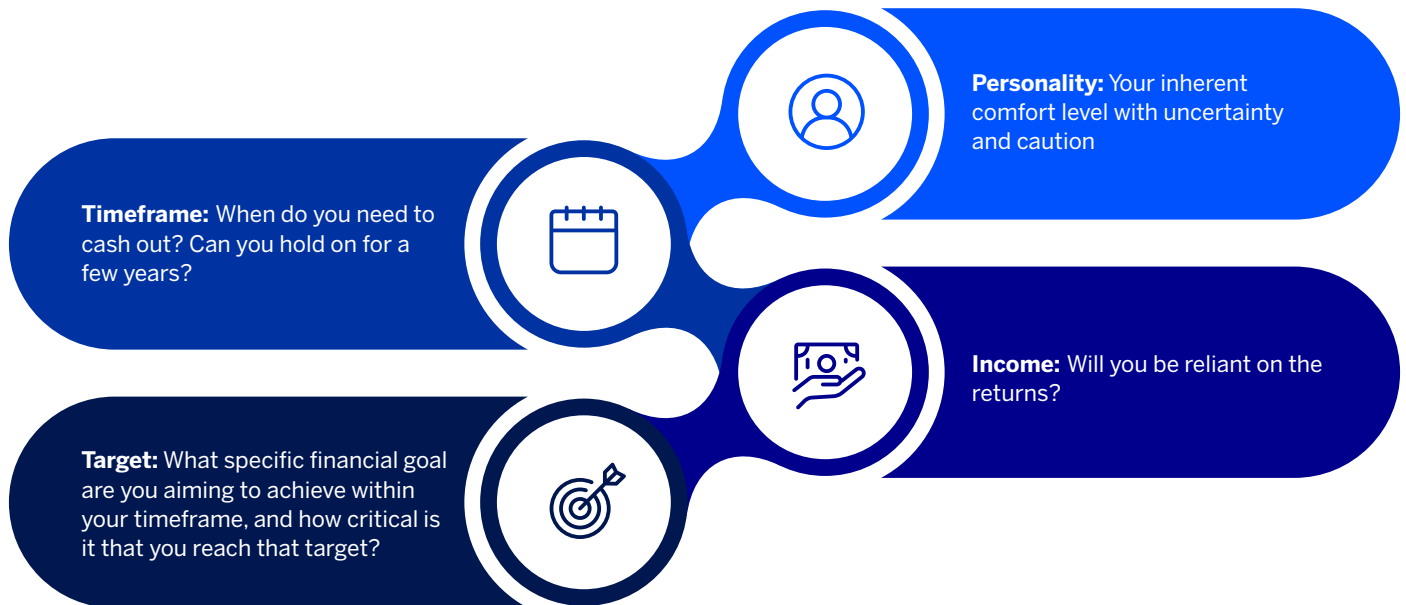 Personality: Your inherent
comfort level with uncertainty
and caution
Timeframe: When do you need to
cash out? Can you hold on for a
few years?
Income: Will you be reliant on the
returns?
Target: What specific financial goal
are you aiming to achieve within
your timeframe, and how critical is
it that you reach that target?